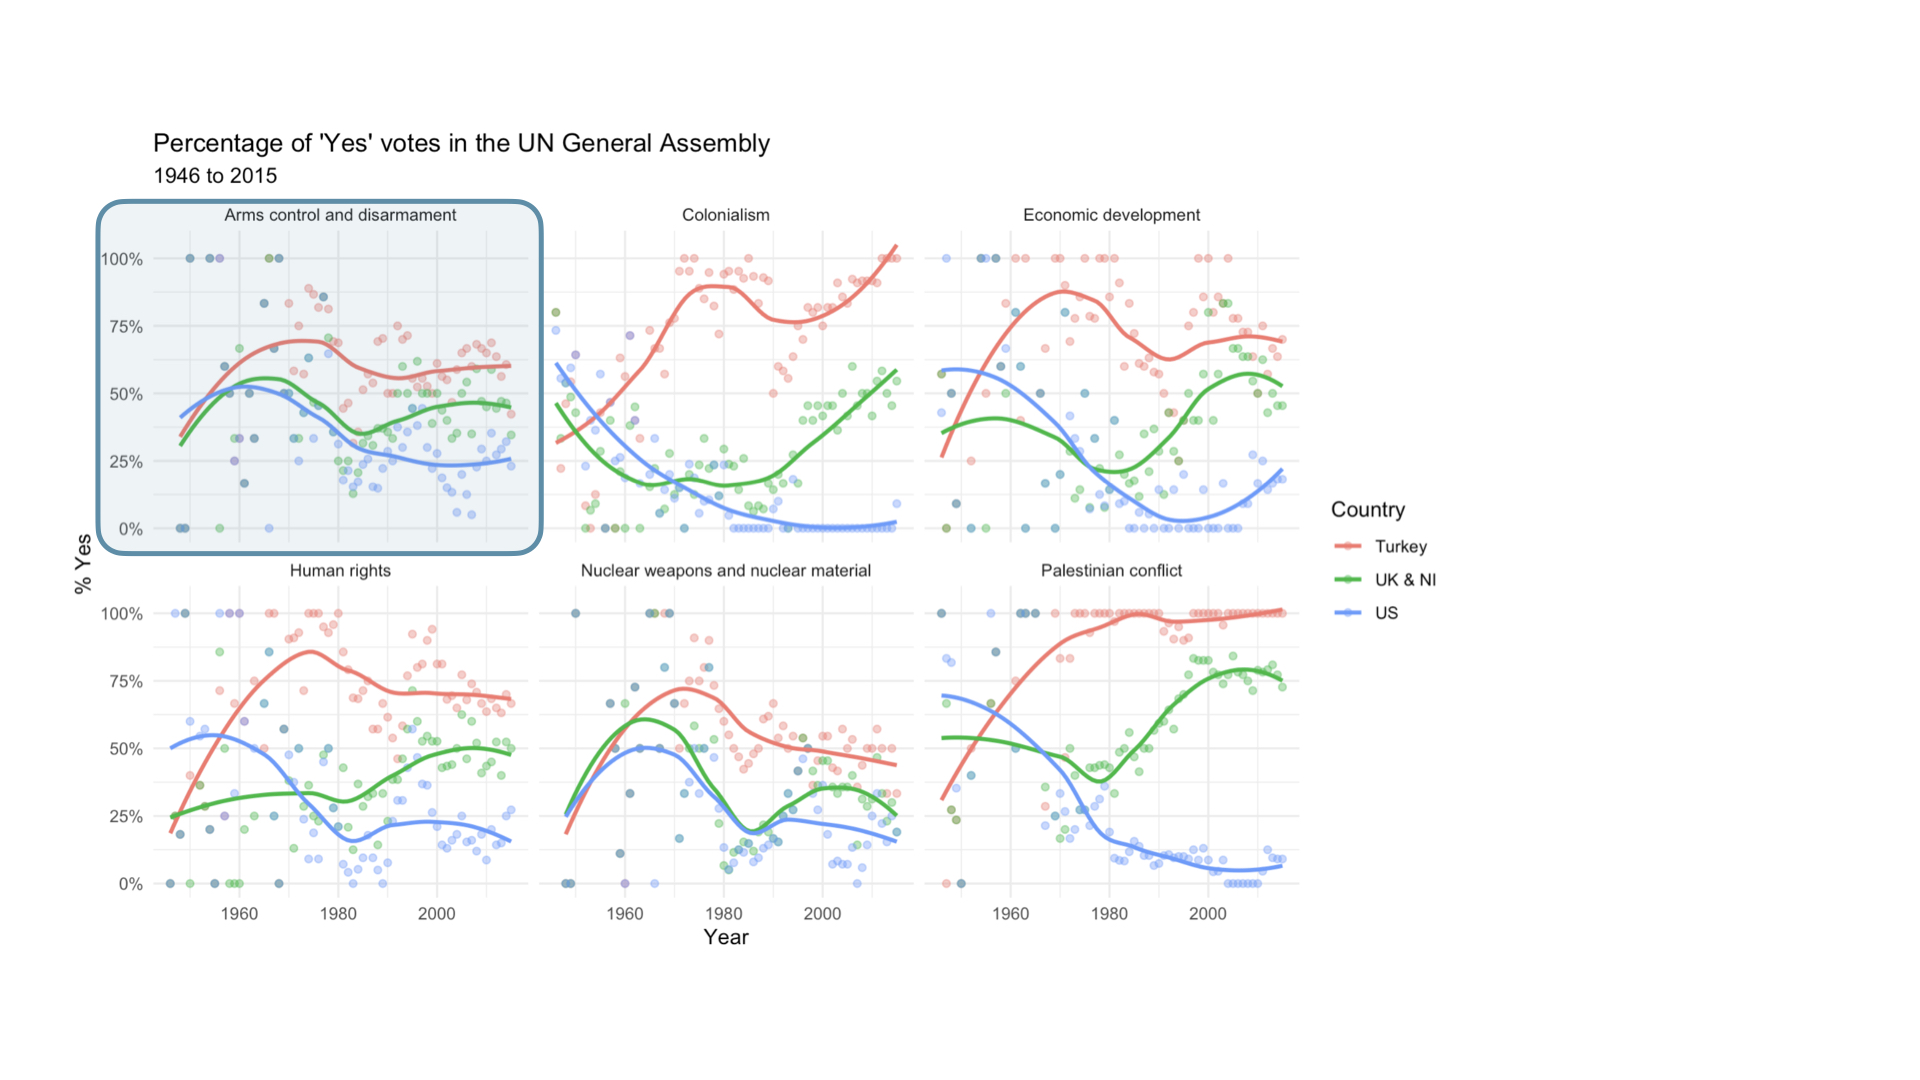 Percentage of 'Yes' votes in the UN General Assembly
1946 to 2015
Arms control and disarmament
Colonialism
Economic development
100%
75%
50%
25%
0%
% Yes
Human rights
Nuclear weapons and nuclear material
Palestinian conflict
100%
75%
50%
25%
0%
1960 1980 2000
1960 1980 2000
1960 1980 2000
Year
Country
Turkey
UK & NI
US